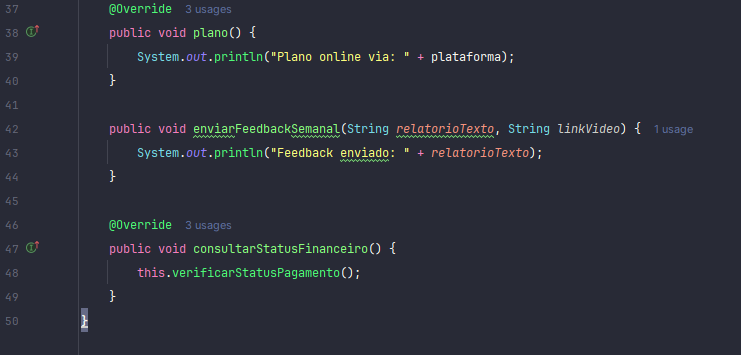 37 @Override 3 usages
38 public void plano() {
39 System.out.println("Plano online via: " + plataforma);
40 }
41
42 public void enviarFeedbackSemanal(String relatorioTexto, String linkVideo) { 1 usage
43 System.out.println("Feedback enviado: " + relatorioTexto);
44 }
45
46 @Override 3 usages
47 public void consultarStatusFinanceiro() {
48 this.verificarStatusPagamento();
49 }
50 }